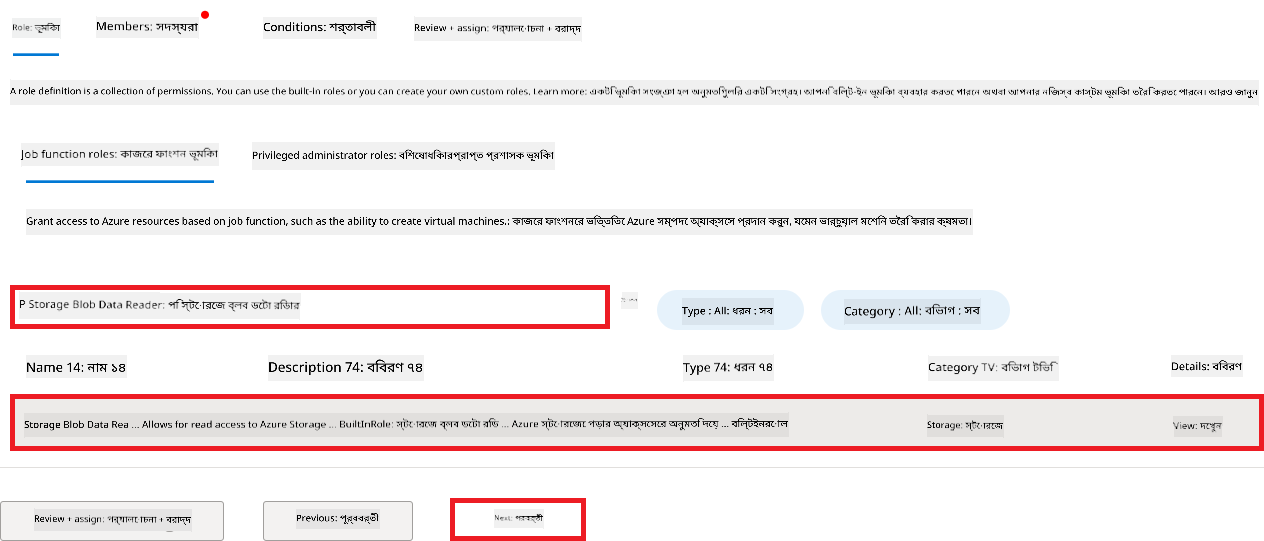 Role: ভূমিকা
Members: সদস্যরা
Conditions: শর্তাবলী
Review + assign: পর্যালোচনা + বরাদ্দ
A role definition is a collection of permissions. You can use the built-in roles or you can create your own custom roles. Learn more: একটি ভূমিকা সংজ্ঞা হল অনুমতিগুলির একটি সংগ্রহ। আপনি বিল্ট-ইন ভূমিকা ব্যবহার করতে পারেন অথবা আপনার নিজস্ব কাস্টম ভূমিকা তৈরি করতে পারেন। আরও জানুন
Job function roles: কাজের ফাংশন ভূমিকা
Privileged administrator roles: বিশেষাধিকারপ্রাপ্ত প্রশাসক ভূমিকা
Grant access to Azure resources based on job function, such as the ability to create virtual machines.: কাজের ফাংশনের ভিত্তিতে Azure সম্পদে অ্যাক্সেস প্রদান করুন, যেমন ভার্চুয়াল মেশিন তৈরি করার ক্ষমতা।
P Storage Blob Data Reader: পি স্টোরেজ ব্লব ডেটা রিডার
Type : All: ধরন : সব
Category : All: বিভাগ : সব
Name 14: নাম ১৪
Description 74: বিবরণ ৭৪
Type 74: ধরন ৭৪
Category TV: বিভাগ টিভি
Details: বিবরণ
Storage Blob Data Rea ... Allows for read access to Azure Storage ... BuiltInRole: স্টোরেজ ব্লব ডেটা রিড ... Azure স্টোরেজে পড়ার অ্যাক্সেসের অনুমতি দেয় ... বিল্টইনরোল
Storage: স্টোরেজ
View: দেখুন
Review + assign: পর্যালোচনা + বরাদ্দ
Previous: পূর্ববর্তী
Next: পরবর্তী